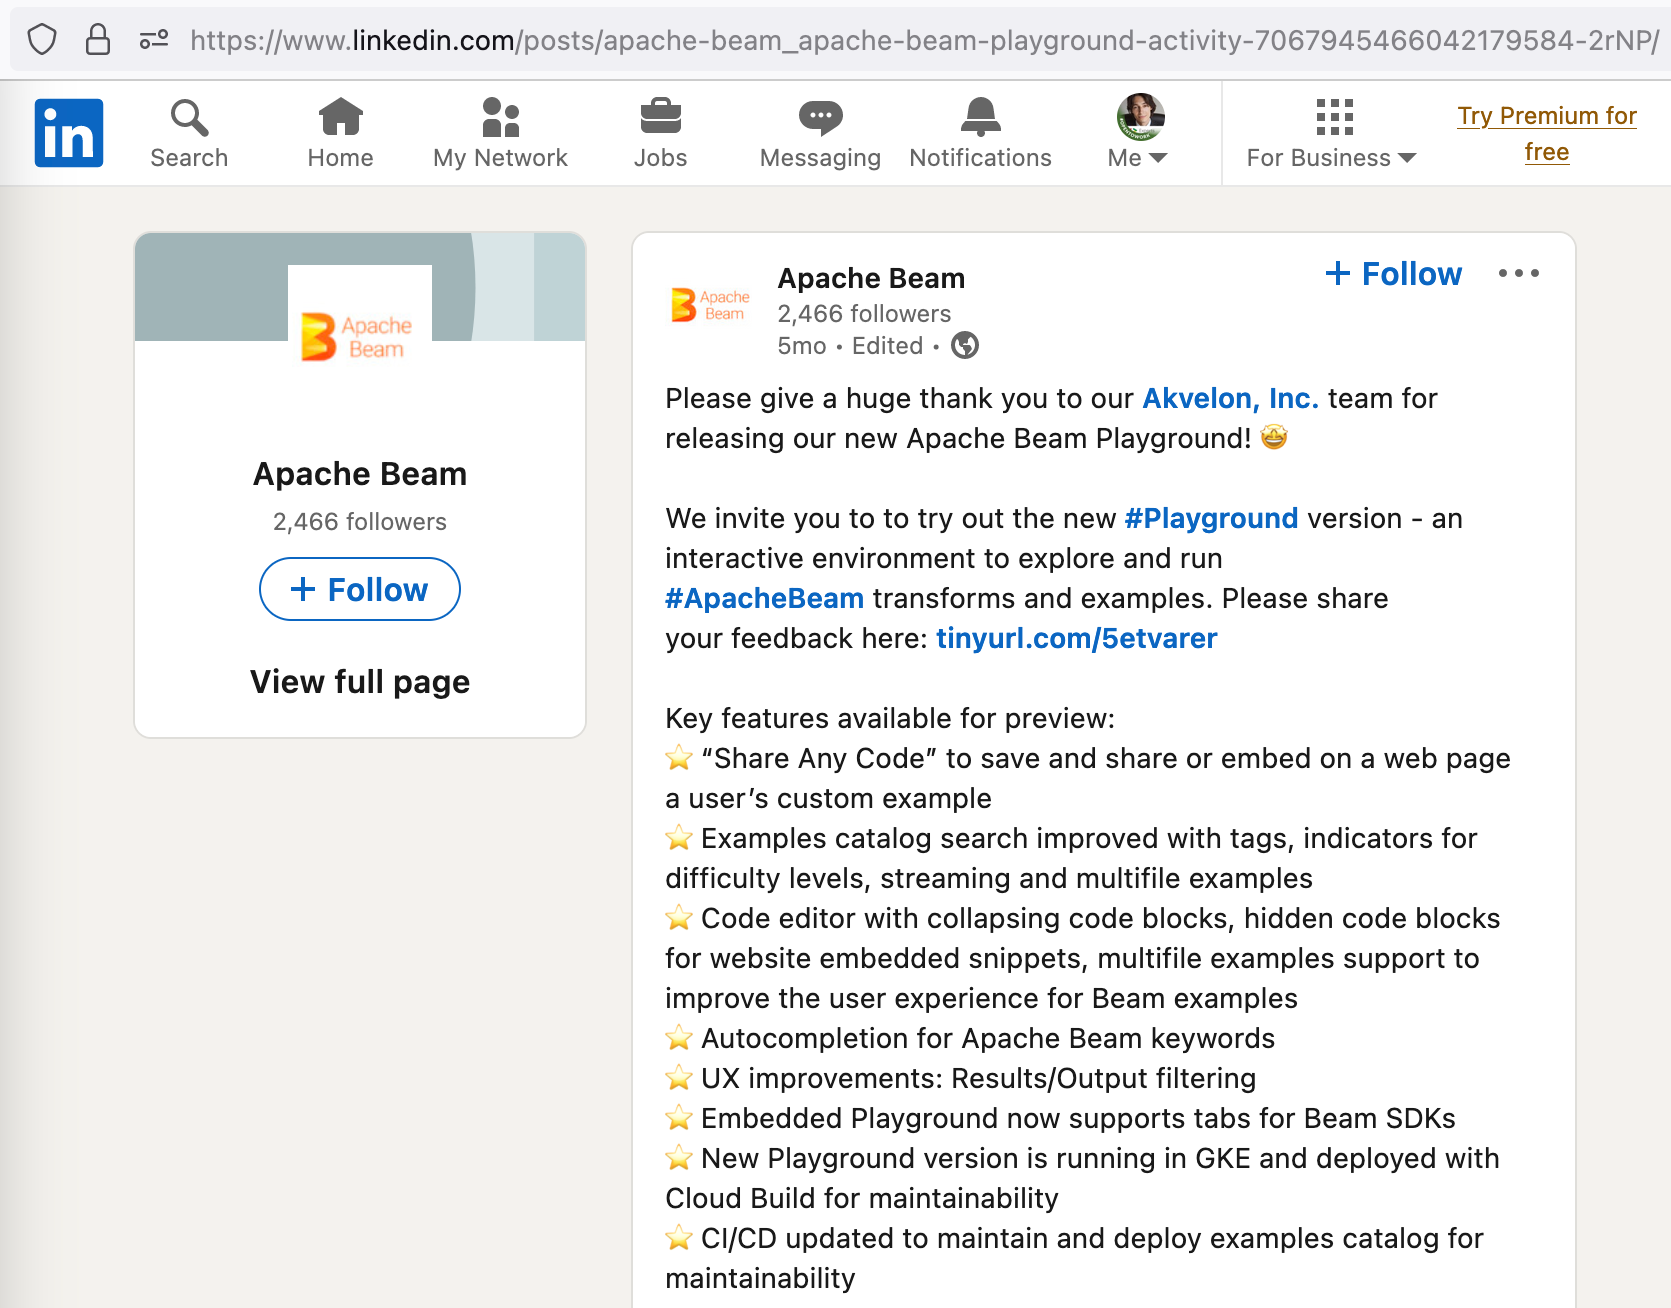 https://www.linkedin.com/posts/apache-beam_apache-beam-playground-activity-7067945466042179584-2rNP/
in
Search
Home
My Network
Jobs
Messaging
Notifications
Me
For Business
Try Premium for
free
Apache
Beam
Apache Beam
2,466 followers
+ Follow
View full page
Apache
Beam
Apache Beam
2,466 followers
5mo • Edited •
+ Follow
Please give a huge thank you to our Akvelon, Inc. team for
releasing our new Apache Beam Playground! 🤩
We invite you to to try out the new #Playground version - an
interactive environment to explore and run
#ApacheBeam transforms and examples. Please share
your feedback here: tinyurl.com/5etvarer
Key features available for preview:
⭐ “Share Any Code” to save and share or embed on a web page
a user’s custom example
⭐ Examples catalog search improved with tags, indicators for
difficulty levels, streaming and multifile examples
⭐ Code editor with collapsing code blocks, hidden code blocks
for website embedded snippets, multifile examples support to
improve the user experience for Beam examples
⭐ Autocompletion for Apache Beam keywords
⭐ UX improvements: Results/Output filtering
⭐ Embedded Playground now supports tabs for Beam SDKs
⭐ New Playground version is running in GKE and deployed with
Cloud Build for maintainability
⭐ CI/CD updated to maintain and deploy examples catalog for
maintainability